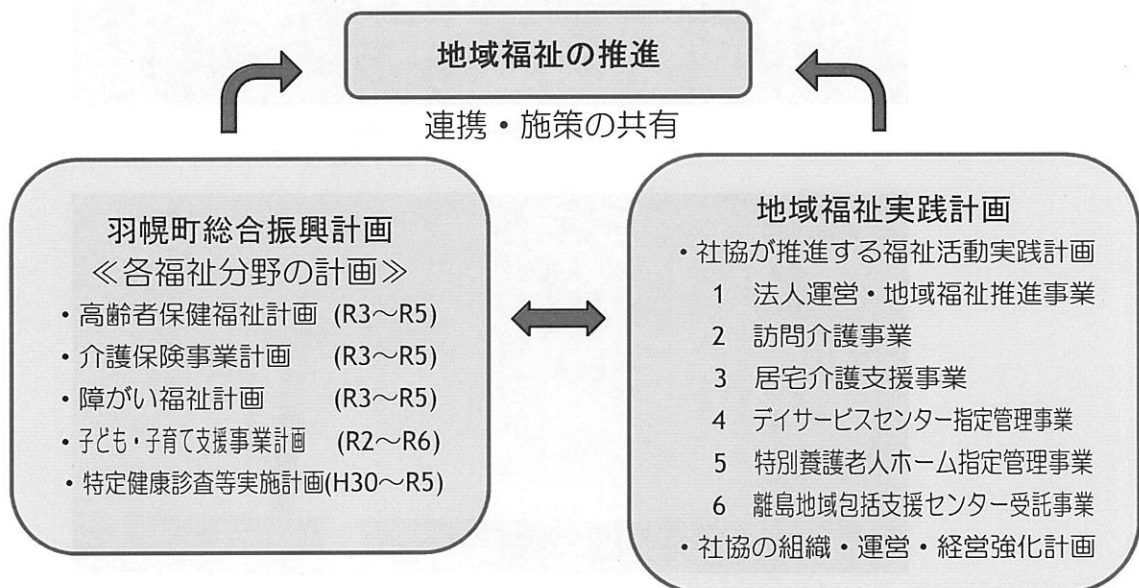 地域福祉の推進
連携・施策の共有
羽幌町総合振興計画
≪各福祉分野の計画≫
・高齢者保健福祉計画 (R3～R5)
・介護保険事業計画 (R3～R5)
・障がい福祉計画 (R3～R5)
・子ども・子育て支援事業計画 (R2～R6)
・特定健康診査等実施計画(H30～R5)
地域福祉実践計画
・社協が推進する福祉活動実践計画
1 法人運営・地域福祉推進事業
2 訪問介護事業
3 居宅介護支援事業
4 デイサービスセンター指定管理事業
5 特別養護老人ホーム指定管理事業
6 離島地域包括支援センター受託事業
・社協の組織・運営・経営強化計画